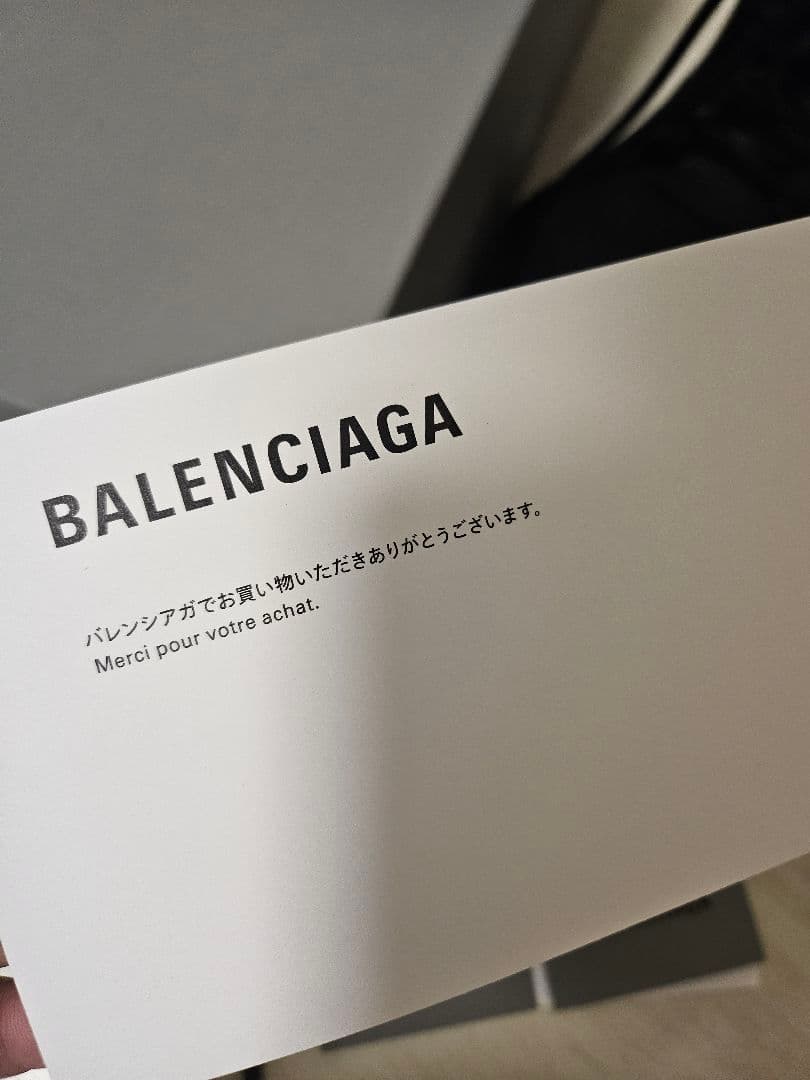 BALENCIAGA
バレンシアガでお買い物いただきありがとうございます。
Merci pour votre achat.